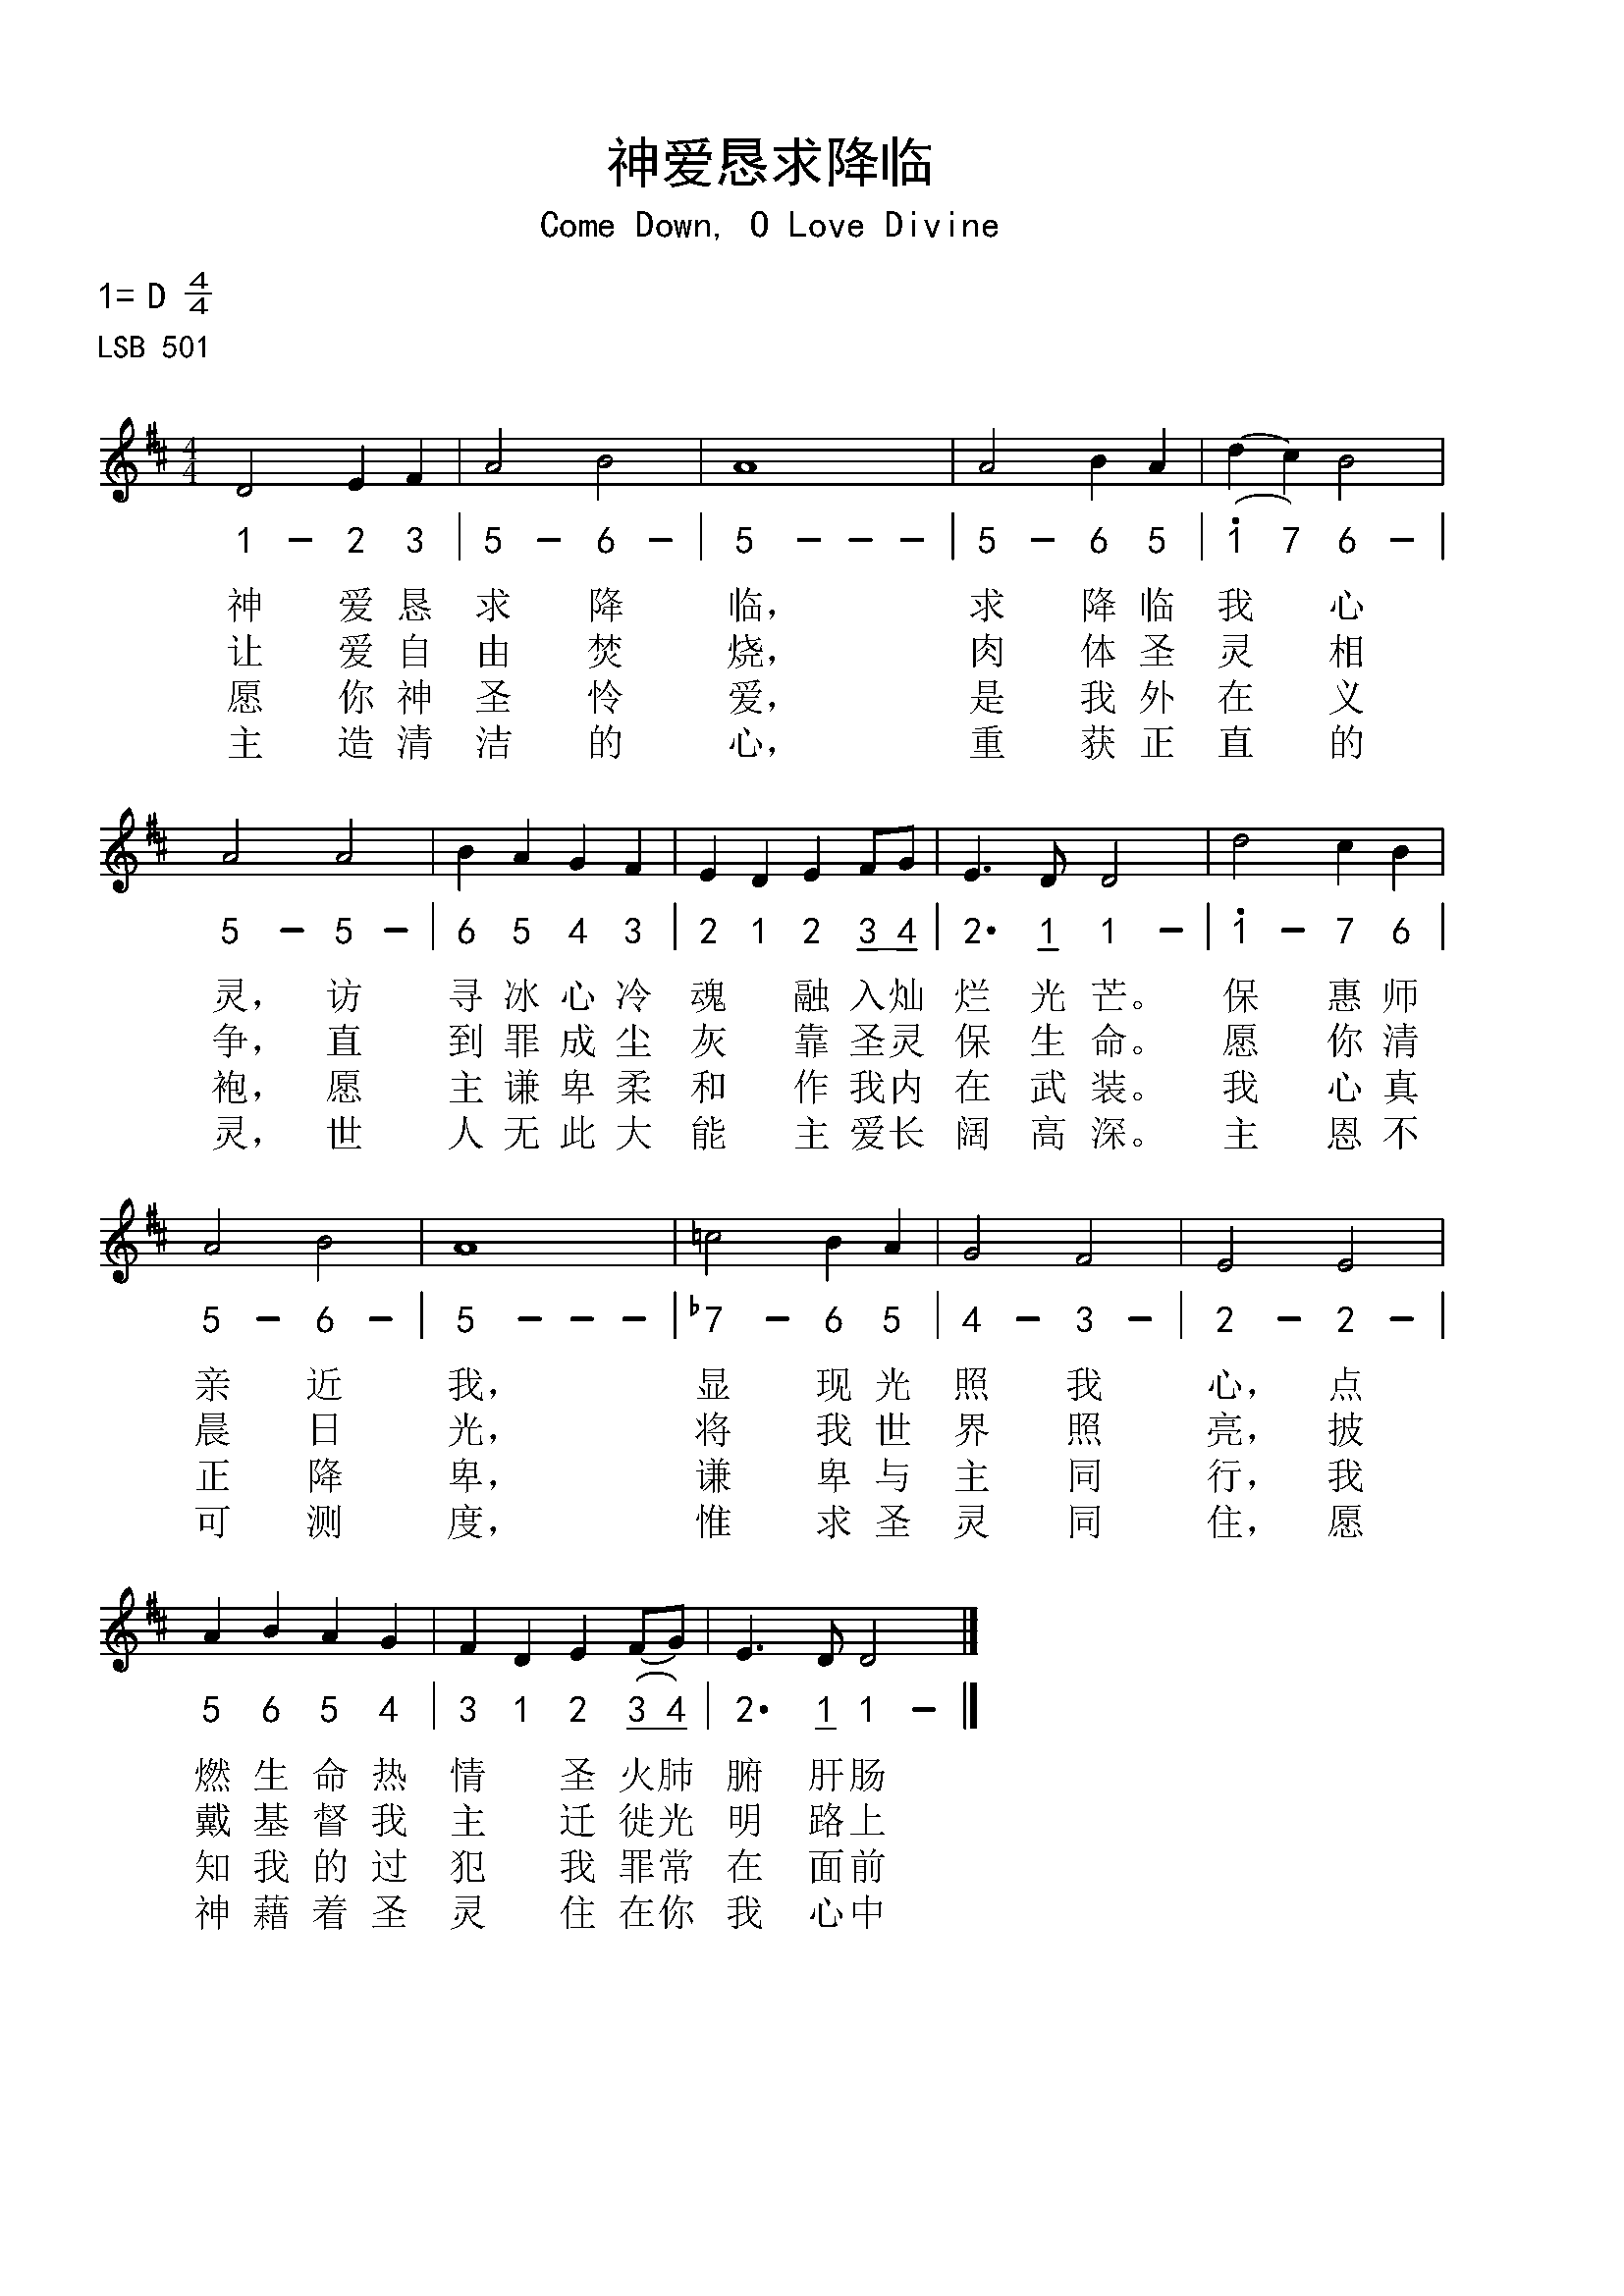 神爱恳求降临
Come Down, O Love Divine
1= D 4/4
LSB 501
4/4
1 - 2 3 | 5 - 6 - | 5 - - - | 5 - 6 5 | (i 7) 6 - |
神 爱 恳 求 降 临, 求 降 临 我 心
让 爱 自 由 焚 烧, 肉 体 圣 灵 相
愿 你 神 圣 怜 爱, 是 我 外 在 义
主 造 清 洁 的 心, 重 获 正 直 的
5 - 5 - | 6 5 4 3 | 2 1 2 3 4 | 2· 1 1 - | i - 7 6 |
灵, 访 寻 冰 心 冷 魂 融 入 灿 烂 光 芒。 保 惠 师
争, 直 到 罪 成 尘 灰 靠 圣 灵 保 生 命。 愿 你 清
袍, 愿 主 谦 卑 柔 和 作 我 内 在 武 装。 我 心 真
灵, 世 人 无 此 大 能 主 爱 长 阔 高 深。 主 恩 不
5 - 6 - | 5 - - - | ♭7 - 6 5 | 4 - 3 - | 2 - 2 - |
亲 近 我, 显 现 光 照 我 心, 点
晨 日 光, 将 我 世 界 照 亮, 披
正 降 卑, 谦 卑 与 主 同 行, 我
可 测 度, 惟 求 圣 灵 同 住, 愿
5 6 5 4 | 3 1 2 (3 4) | 2· 1 1 - |
燃 生 命 热 情 圣 火 肺 腑 肝 肠
戴 基 督 我 主 迁 徙 光 明 路 上
知 我 的 过 犯 我 罪 常 在 面 前
神 藉 着 圣 灵 住 在 你 我 心 中